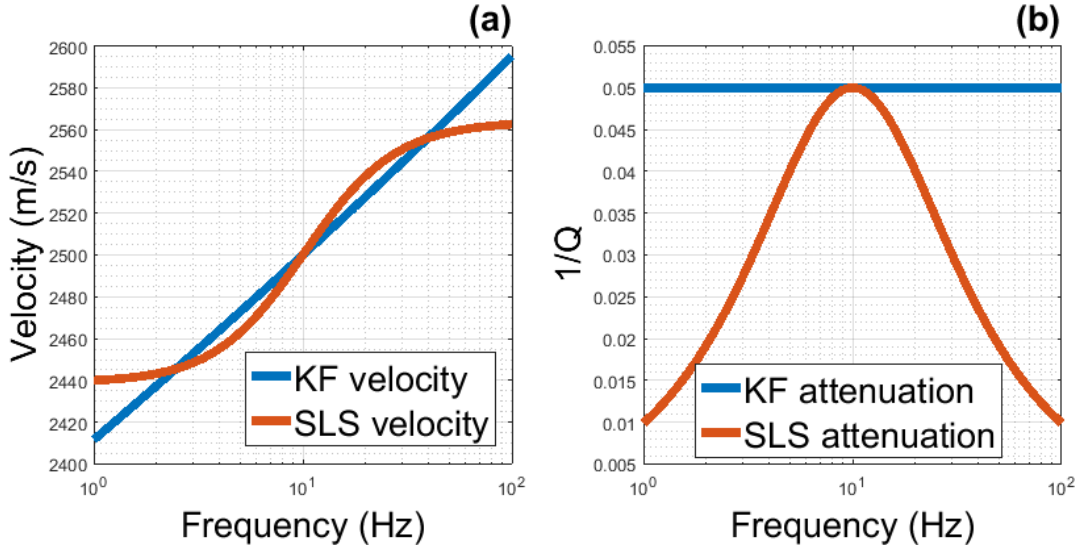 (a)
2600
2580
2560
2540
2520
2500
2480
2460
2440
2420
2400
Velocity (m/s)
KF velocity
SLS velocity
10^0
10^1
10^2
Frequency (Hz)
(b)
0.055
0.05
0.045
0.04
0.035
0.03
0.025
0.02
0.015
0.01
0.005
1/Q
KF attenuation
SLS attenuation
10^0
10^1
10^2
Frequency (Hz)